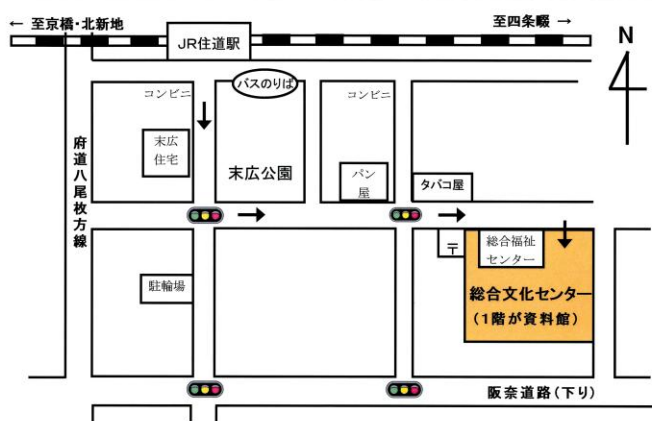 ← 至京橋・北新地
至四条畷 →
JR住道駅
N
バスのりば
コンビニ
コンビニ
末広
住宅
末広公園
パン
屋
タバコ屋
府道八尾枚方線
〒
総合福祉
センター
駐輪場
総合文化センター
(1階が資料館)
阪奈道路(下り)